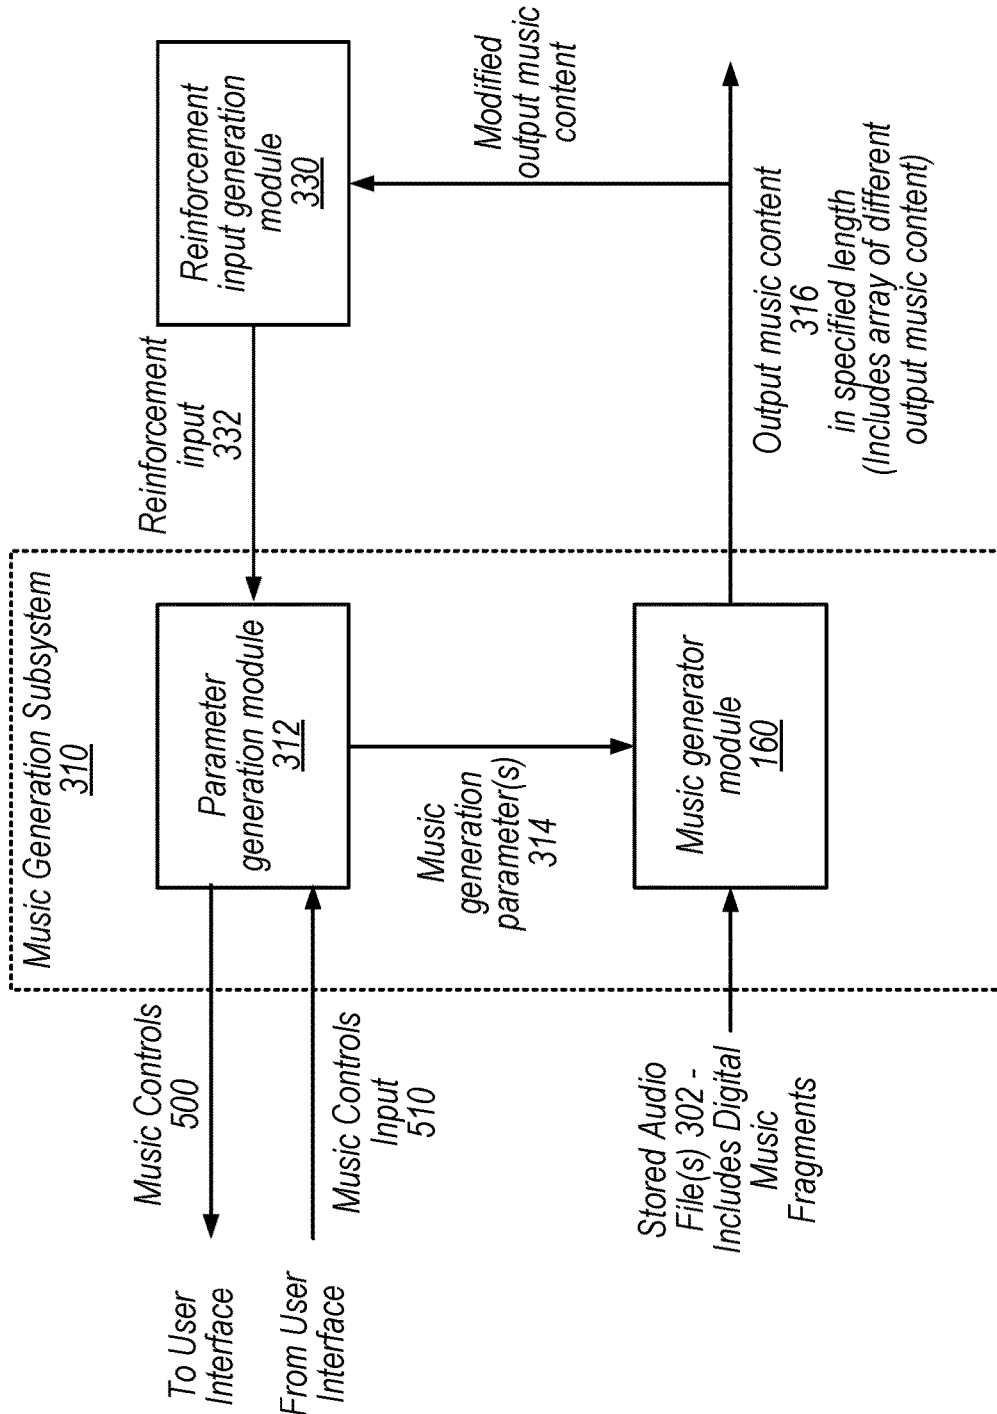 Music Generation Subsystem
310
To User
Interface
Music Controls
500
From User
Interface
Music Controls
Input
510
Parameter
generation module
312
Reinforcement
input
332
Reinforcement
input generation
module
330
Music
generation
parameter(s)
314
Modified
output music
content
Stored Audio
File(s) 302 -
Includes Digital
Music
Fragments
Music generator
module
160
Output music content
316
in specified length
(Includes array of different
output music content)